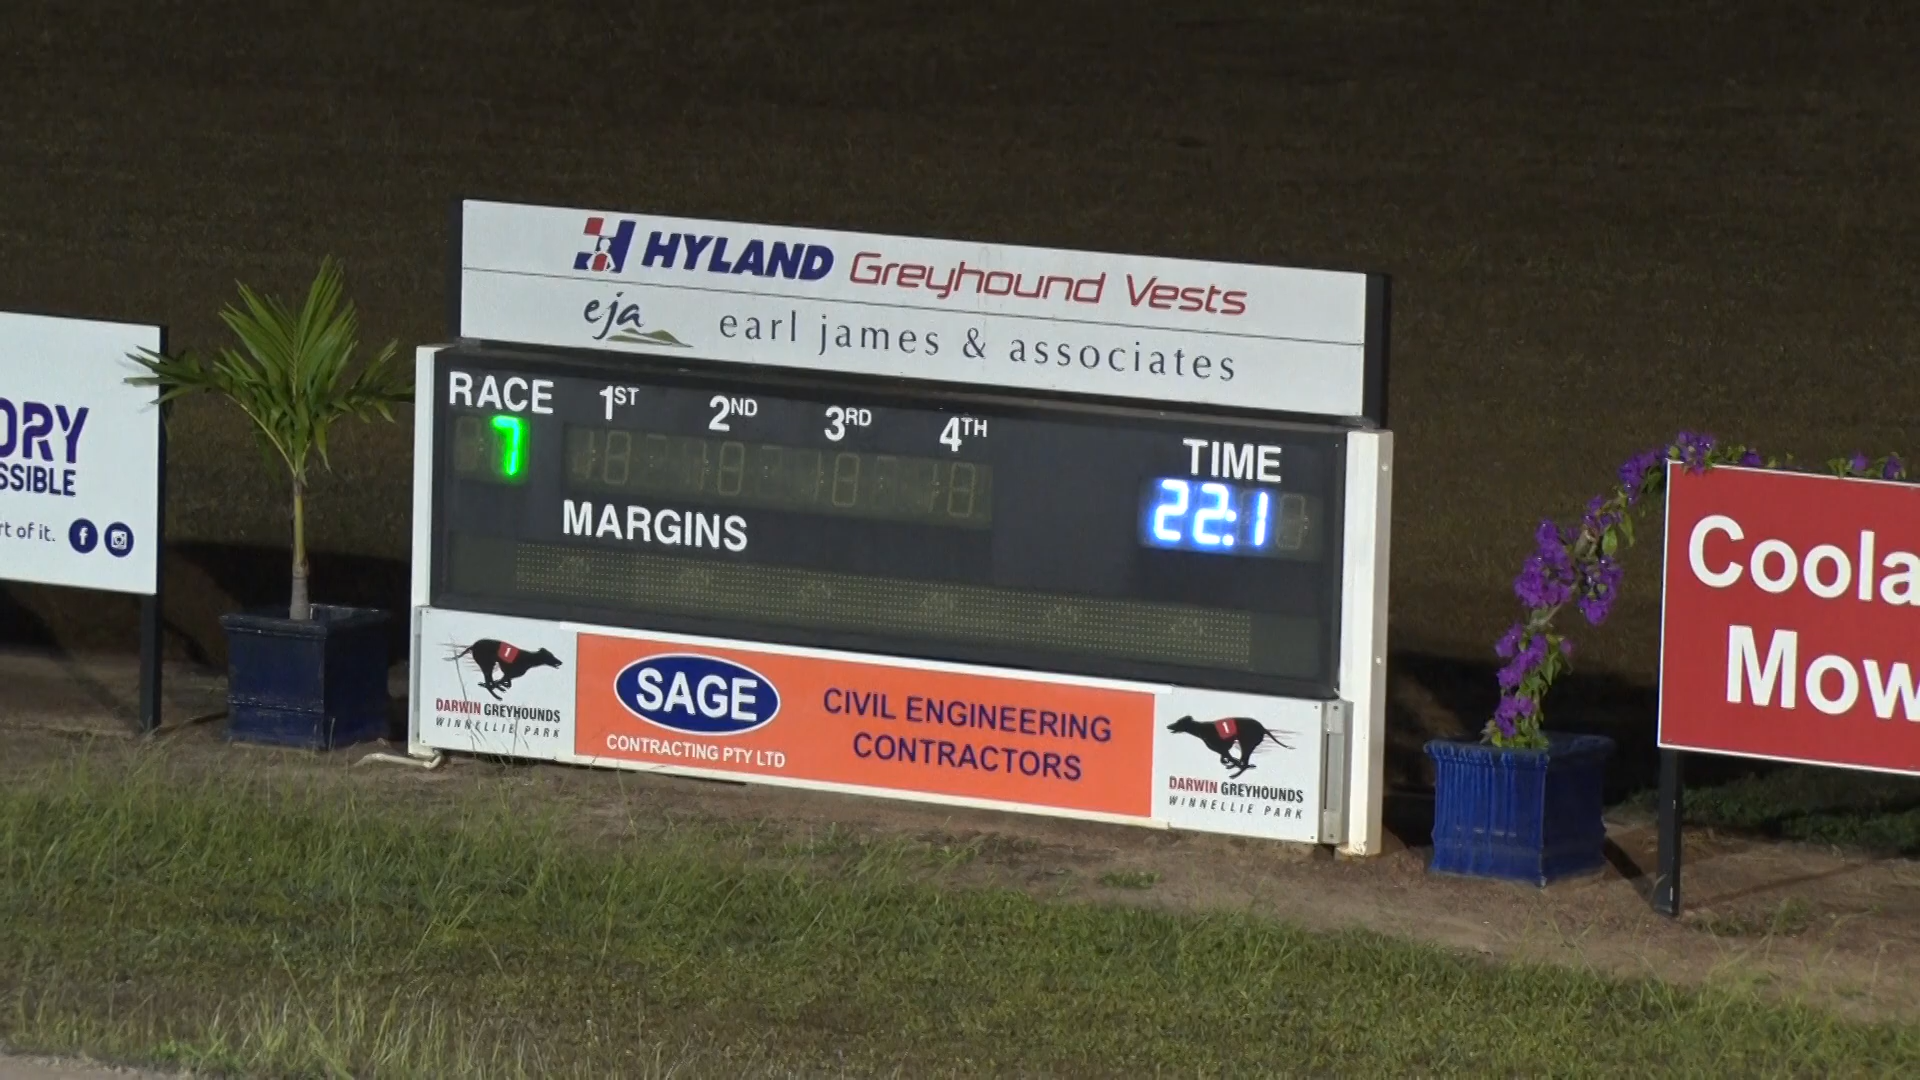 HYLAND Greyhound Vests
eja earl james & associates
RACE 1ST 2ND 3RD 4TH TIME
7 22:1
MARGINS
1
DARWIN GREYHOUNDS
WINNELLIE PARK
SAGE
CONTRACTING PTY LTD
CIVIL ENGINEERING
CONTRACTORS
1
DARWIN GREYHOUNDS
WINNELLIE PARK
ORY
SSIBLE
rt of it.
Coola
Mow